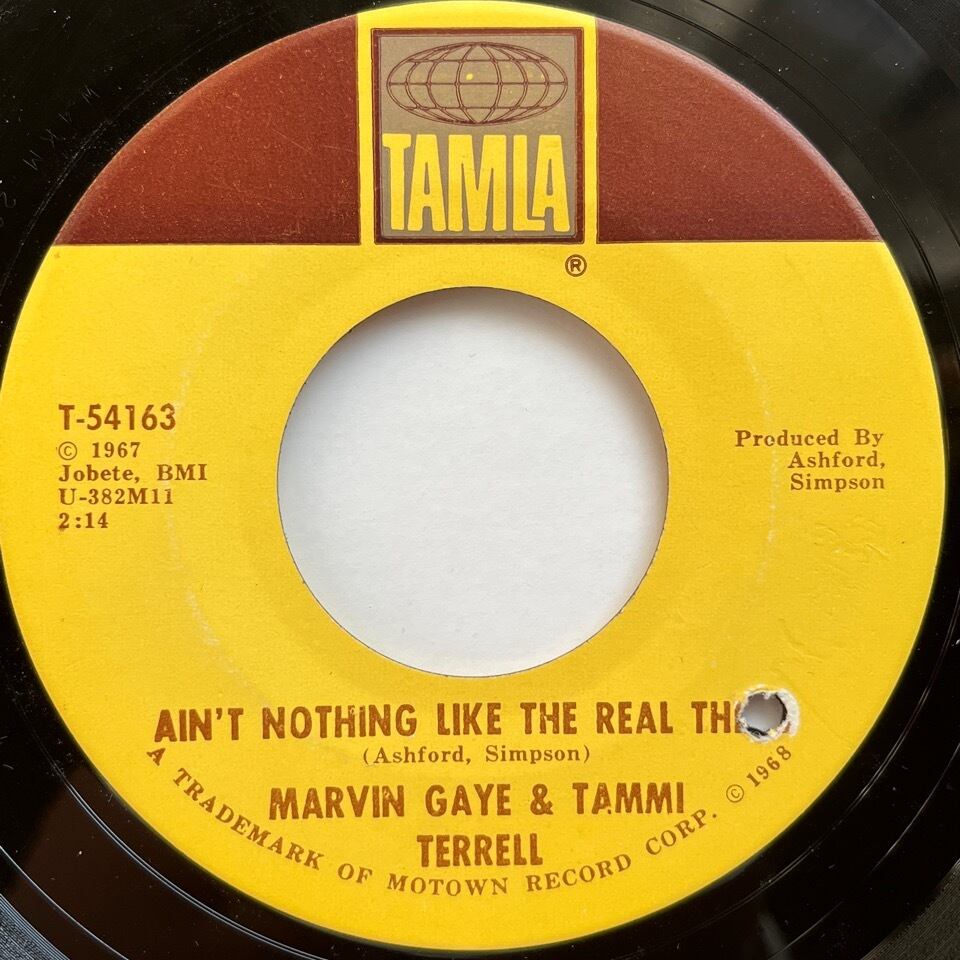 TAMLA
®
T-54163
© 1967
Jobete, BMI
U-382M11
2:14
Produced By
Ashford,
Simpson
AIN'T NOTHING LIKE THE REAL
(Ashford, Simpson)
MARVIN GAYE & TAMMI
TERRELL
A TRADEMARK OF MOTOWN RECORD CORP. © 1968